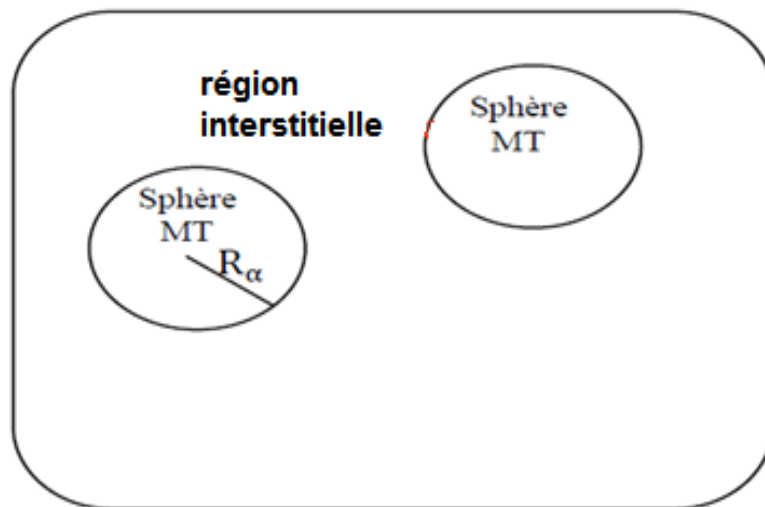 région
interstitielle
Sphère
MT
Sphère
MT
Rα